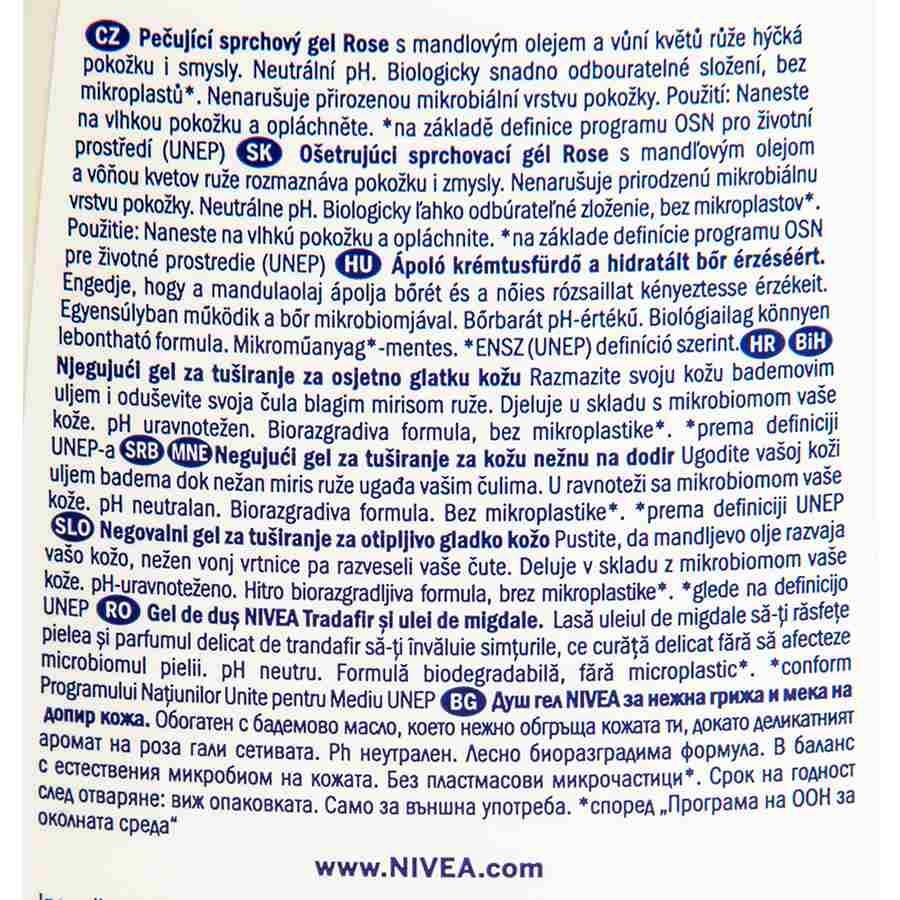 CZ Pečující sprchový gel Rose s mandlovým olejem a vůní květů růže hýčká
pokožku i smysly. Neutrální pH. Biologicky snadno odbouratelné složení, bez
mikroplastů*. Nenarušuje přirozenou mikrobiální vrstvu pokožky. Použití: Naneste
na vlhkou pokožku a opláchněte. *na základě definice programu OSN pro životní
prostředí (UNEP) SK Ošetrujúci sprchovací gél Rose s mandľovým olejom
a vôňou kvetov ruže rozmaznáva pokožku i zmysly. Nenarušuje prirodzenú mikrobiálnu
vrstvu pokožky. Neutrálne pH. Biologicky ľahko odbúrateľné zloženie, bez mikroplastov*.
Použitie: Naneste na vlhkú pokožku a opláchnite. *na základe definície programu OSN
pre životné prostredie (UNEP) HU Ápoló krémtusfürdő a hidratált bőr érzéséért.
Engedje, hogy a mandulaolaj ápolja bőrét és a nőies rózsaillat kényeztesse érzékeit.
Egyensúlyban működik a bőr mikrobiomjával. Bőrbarát pH-értékű. Biológiailag könnyen
lebontható formula. Mikroműanyag*-mentes. *ENSZ (UNEP) definíció szerint. HR BiH
Njegujući gel za tuširanje za osjetno glatku kožu Razmazite svoju kožu bademovim
uljem i oduševite svoja čula blagim mirisom ruže. Djeluje u skladu s mikrobiomom vaše
kože. pH uravnotežen. Biorazgradiva formula, bez mikroplastike*. *prema definiciji
UNEP-a SRB MNE Negujući gel za tuširanje za kožu nežnu na dodir Ugodite vašoj koži
uljem badema dok nežan miris ruže ugađa vašim čulima. U ravnoteži sa mikrobiomom vaše
kože. pH neutralan. Biorazgradiva formula. Bez mikroplastike*. *prema definiciji UNEP
SLO Negovalni gel za tuširanje za otipljivo gladko kožo Pustite, da mandljevo olje razvaja
vašo kožo, nežen vonj vrtnice pa razveseli vaše čute. Deluje v skladu z mikrobiomom vaše
kože. pH-uravnoteženo. Hitro biorazgradljiva formula, brez mikroplastike*. *glede na definicijo
UNEP RO Gel de duș NIVEA Tradafir și ulei de migdale. Lasă uleiul de migdale să-ți răsfețe
pielea și parfumul delicat de trandafir să-ți învăluie simțurile, ce curăță delicat fără să afecteze
microbiomul pielii. pH neutru. Formulă biodegradabilă, fără microplastic*. *conform
Programului Națiunilor Unite pentru Mediu UNEP BG Душ гел NIVEA за нежна грижа и мека на
допир кожа. Обогатен с бадемово масло, което нежно обгръща кожата ти, докато деликатният
аромат на роза гали сетивата. Ph неутрален. Лесно биоразградима формула. В баланс
с естествения микробиом на кожата. Без пластмасови микрочастици*. Срок на годност
след отваряне: виж опаковката. Само за външна употреба. *според „Програма на ООН за
околната среда“
www.NIVEA.com